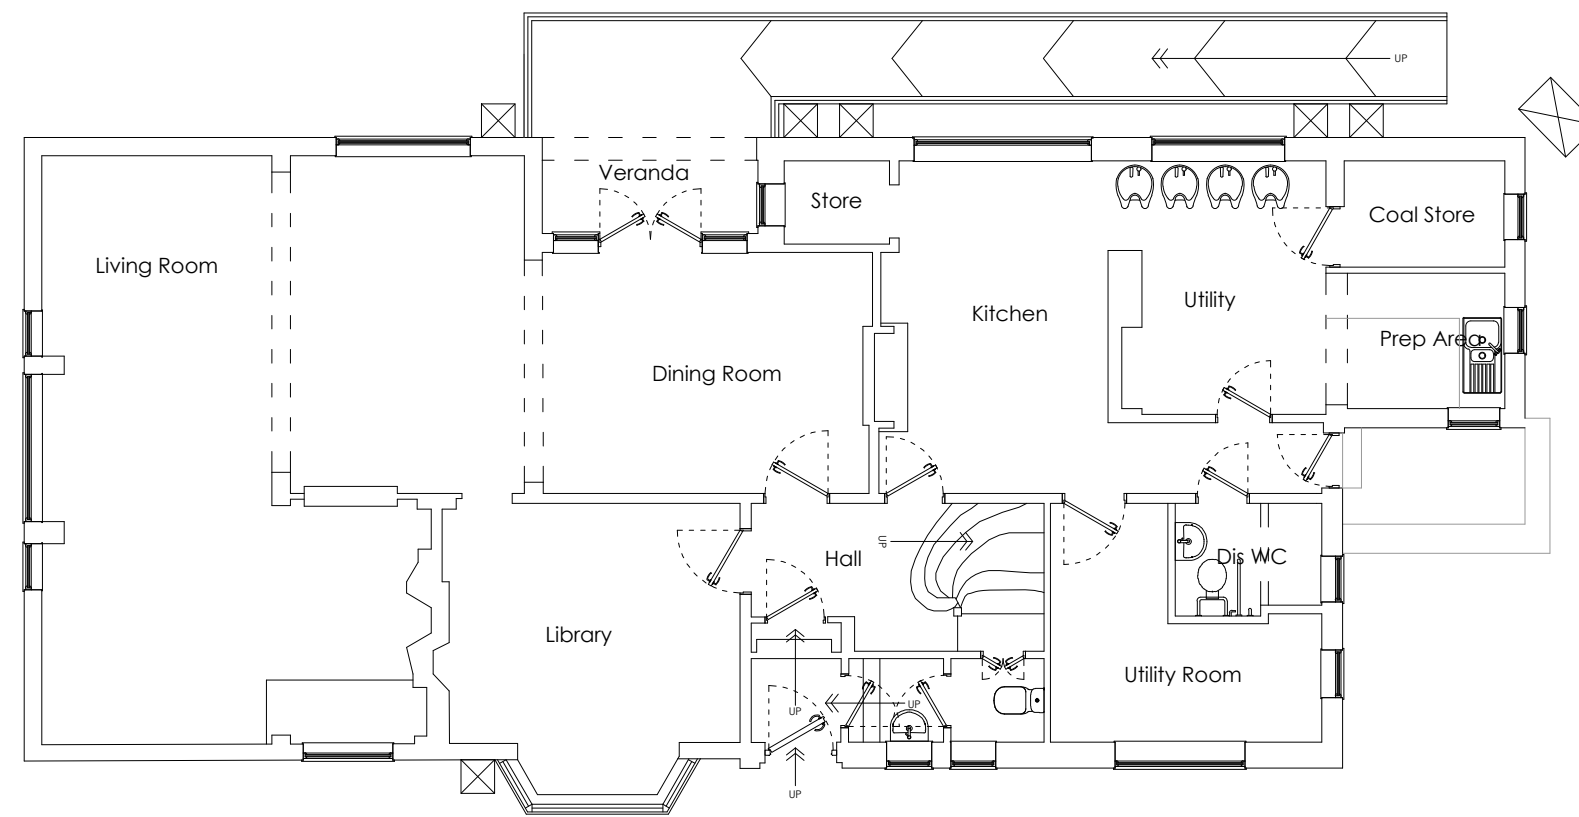 UP
Veranda
Store
Coal Store
Living Room
Utility
Kitchen
Prep Area
Dining Room
UP
Hall
Dis WC
Library
Utility Room
UP
UP
UP